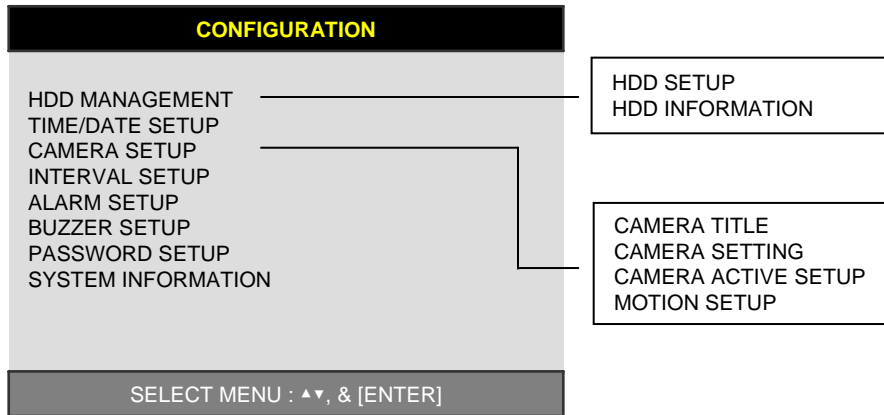 CONFIGURATION
HDD MANAGEMENT
TIME/DATE SETUP
CAMERA SETUP
INTERVAL SETUP
ALARM SETUP
BUZZER SETUP
PASSWORD SETUP
SYSTEM INFORMATION
SELECT MENU : ▲▼, & [ENTER]
HDD SETUP
HDD INFORMATION
CAMERA TITLE
CAMERA SETTING
CAMERA ACTIVE SETUP
MOTION SETUP